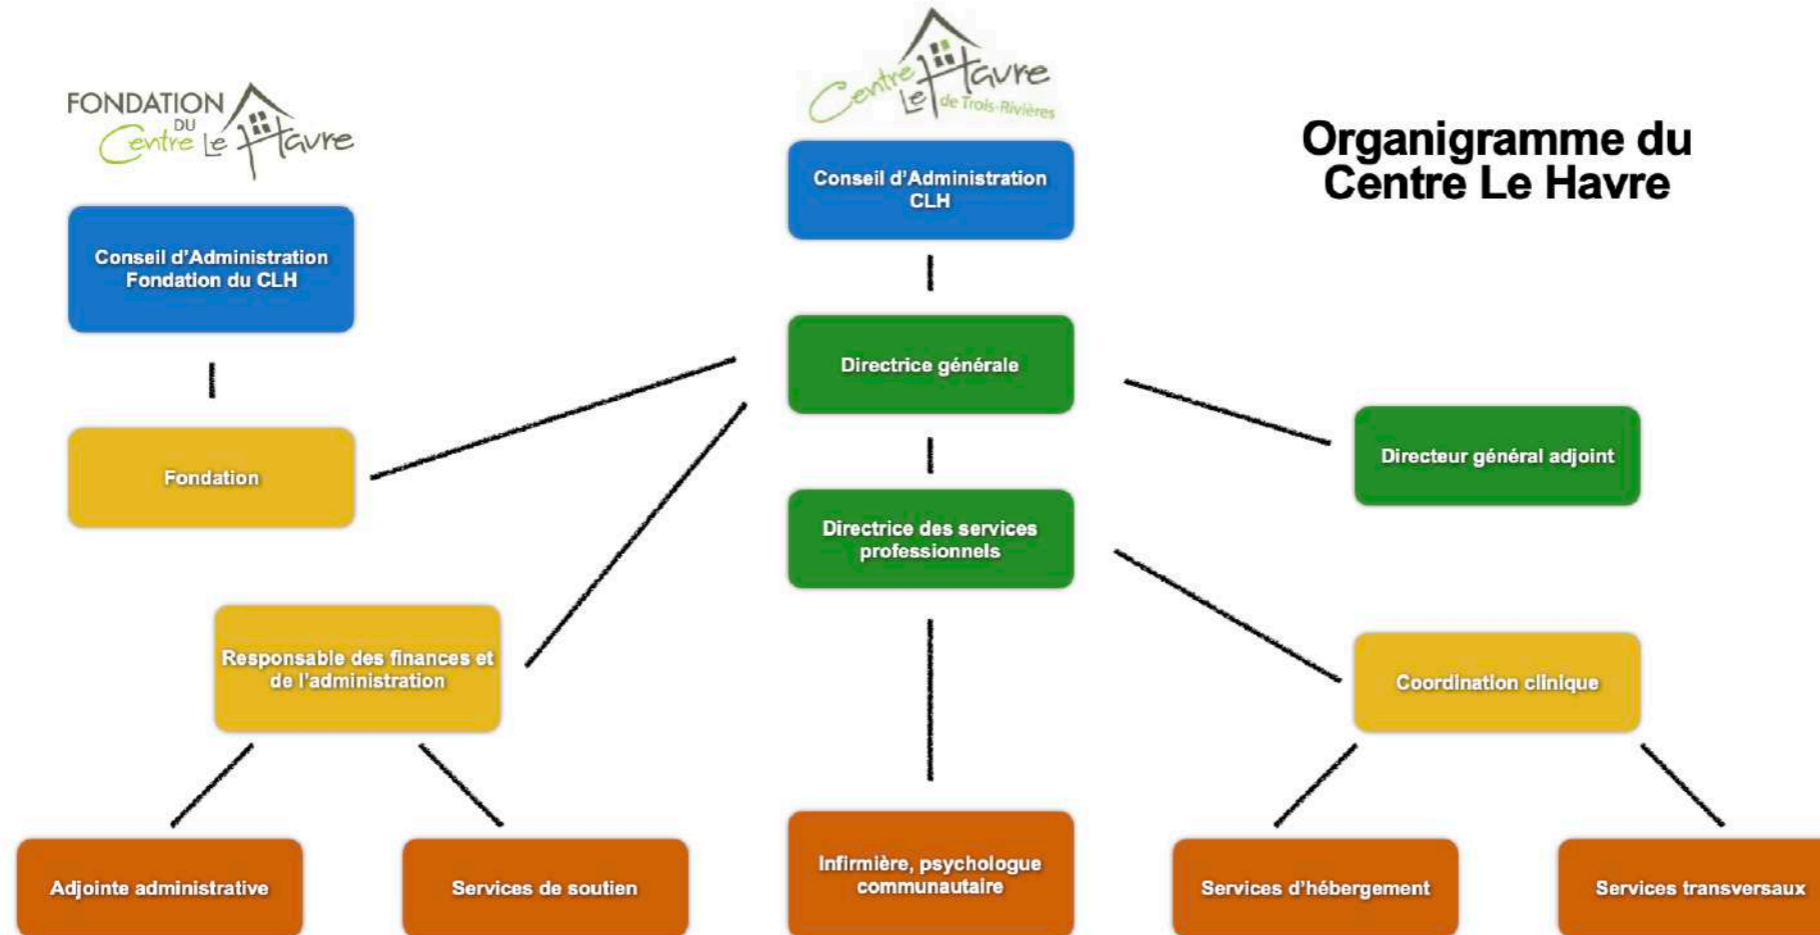 FONDATION
DU
Centre Le Havre
Centre Le Havre
de Trois-Rivières
Organigramme du
Centre Le Havre
Conseil d'Administration
CLH
Conseil d'Administration
Fondation du CLH
Directrice générale
Directeur général adjoint
Fondation
Directrice des services
professionnels
Responsable des finances et
de l'administration
Coordination clinique
Adjointe administrative
Services de soutien
Infirmière, psychologue
communautaire
Services d'hébergement
Services transversaux